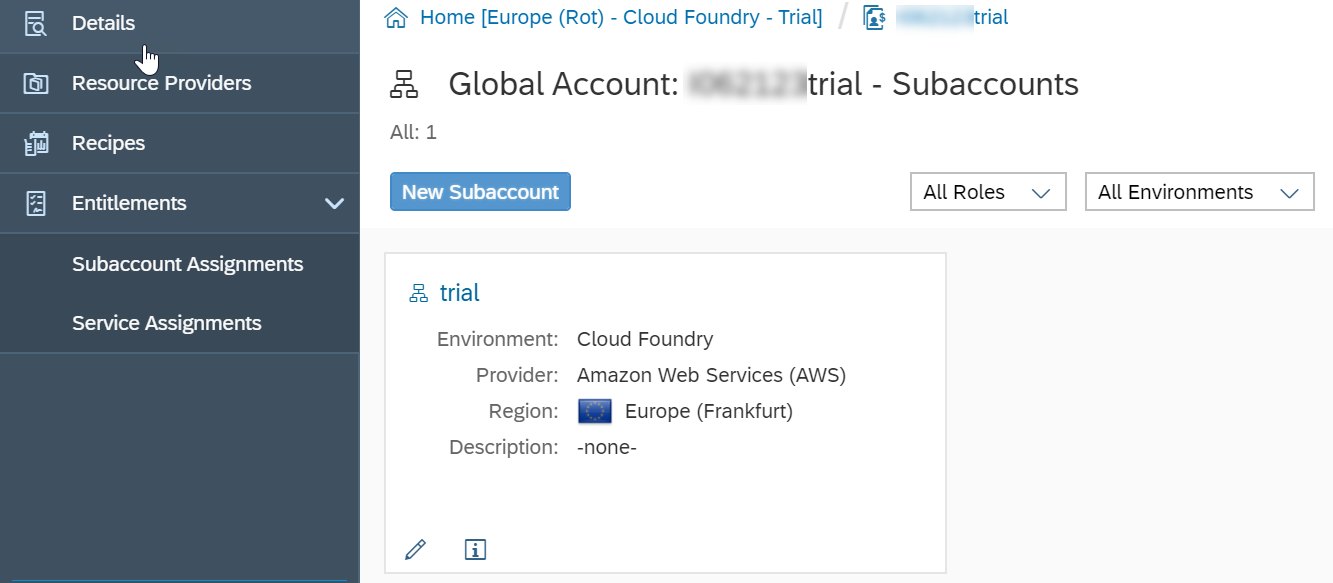 Details
Resource Providers
Recipes
Entitlements
Subaccount Assignments
Service Assignments
Home [Europe (Rot) - Cloud Foundry - Trial] / trial
Global Account: trial - Subaccounts
All: 1
New Subaccount
All Roles
All Environments
trial
Environment: Cloud Foundry
Provider: Amazon Web Services (AWS)
Region: Europe (Frankfurt)
Description: -none-